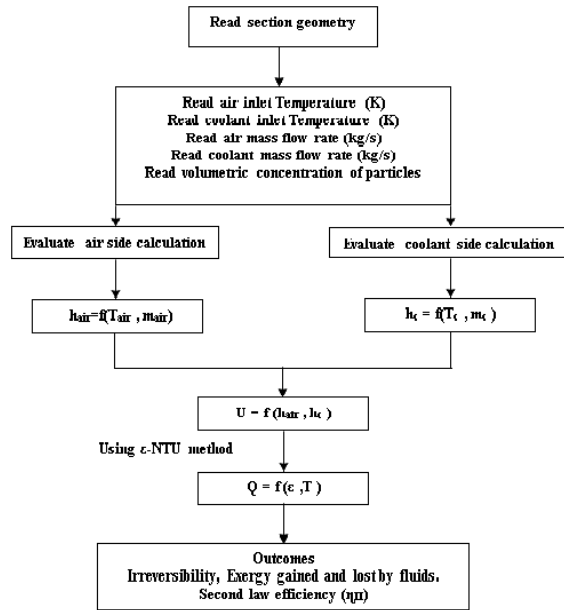 Read section geometry
Read air inlet Temperature (K)
Read coolant inlet Temperature (K)
Read air mass flow rate (kg/s)
Read coolant mass flow rate (kg/s)
Read volumetric concentration of particles
Evaluate air side calculation
Evaluate coolant side calculation
hair=f(Tair , mair)
hc = f(Tc , mc )
U = f (hair , hc )
Using ε-NTU method
Q = f (ε ,T )
Outcomes
Irreversibility, Exergy gained and lost by fluids.
Second law efficiency (ηII)